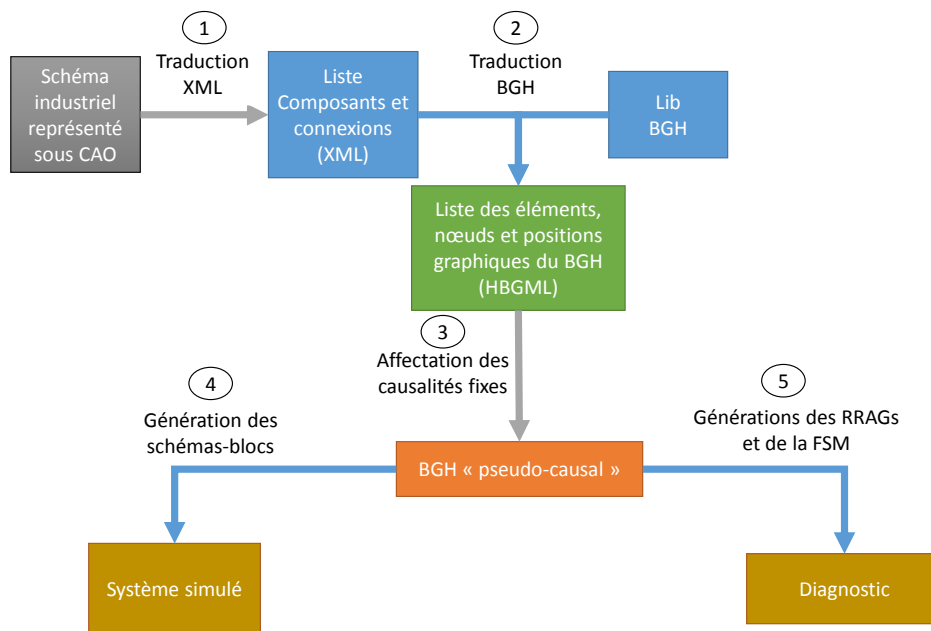 1
Traduction
XML
2
Traduction
BGH
Schéma
industriel
représenté
sous CAO
Liste
Composants et
connexions
(XML)
Lib
BGH
Liste des éléments,
nœuds et positions
graphiques du BGH
(HBGML)
3
Affectation des
causalités fixes
4
Génération des
schémas-blocs
5
Générations des RRAGs
et de la FSM
BGH « pseudo-causal »
Système simulé
Diagnostic